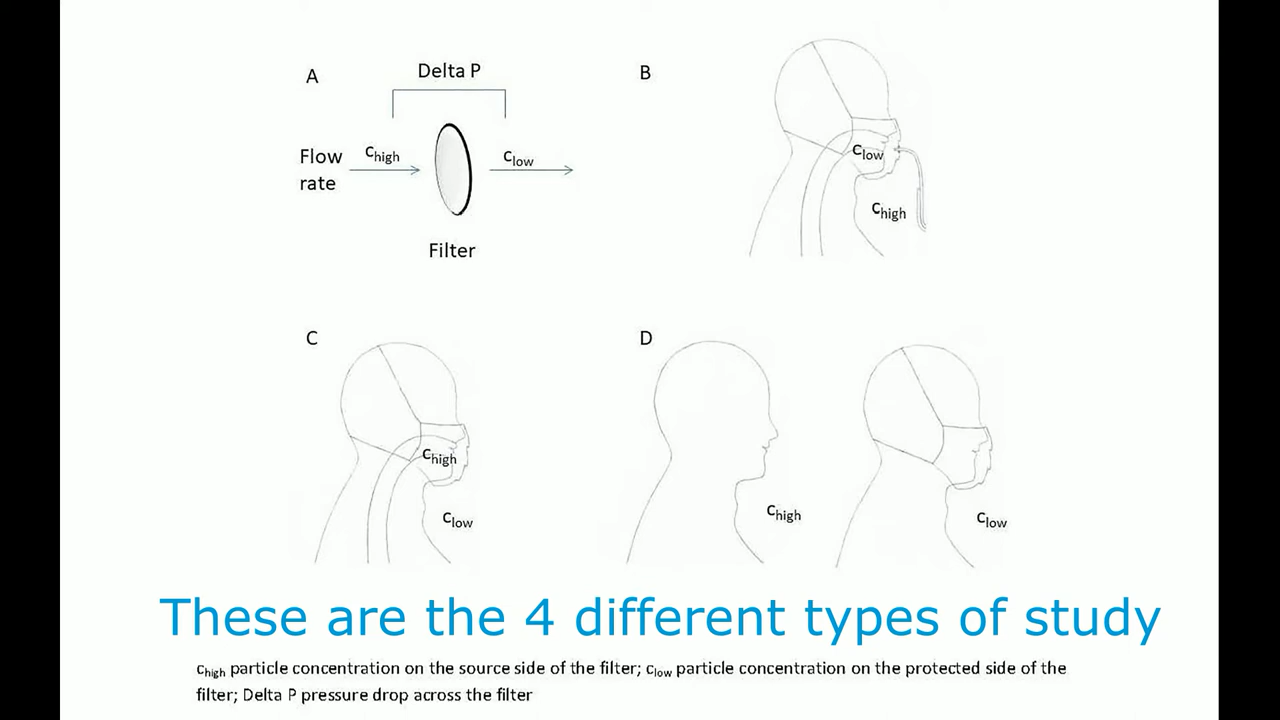 A
Delta P
Flow
rate
Chigh
Clow
Filter
B
Clow
Chigh
C
Chigh
Clow
D
Chigh
Clow
These are the 4 different types of study
Chigh particle concentration on the source side of the filter; Clow particle concentration on the protected side of the
filter; Delta P pressure drop across the filter